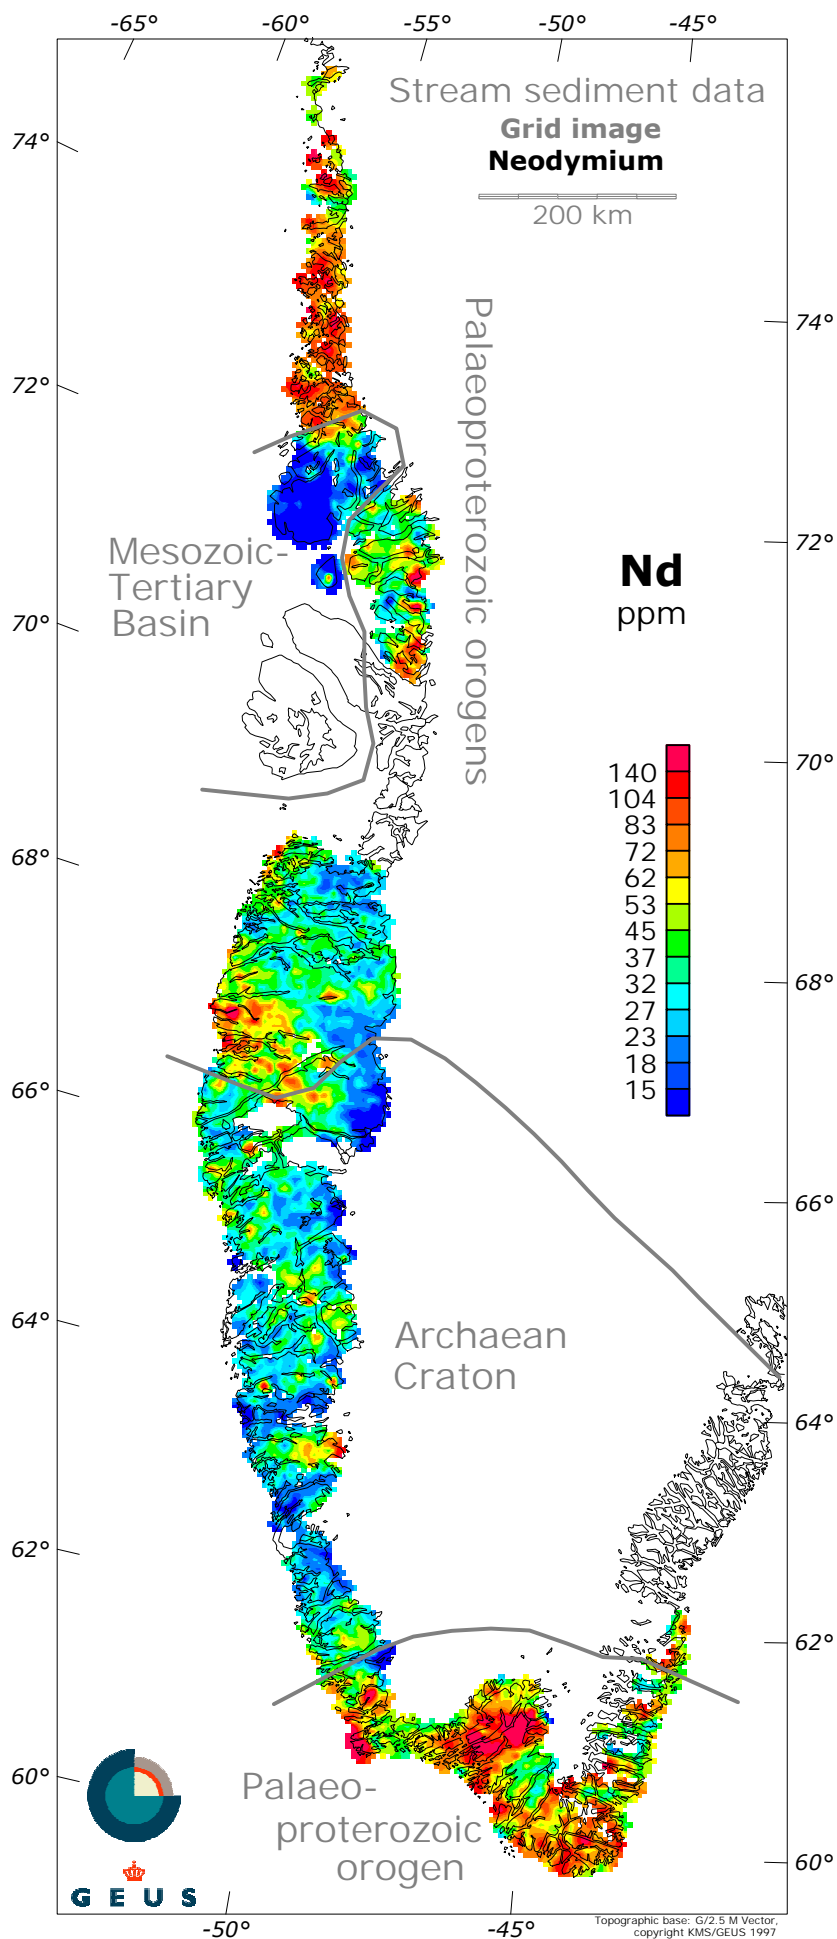 -65° -60° -55° -50° -45°
Stream sediment data
Grid image
Neodymium
200 km
74°
72°
70°
68°
66°
64°
62°
60°
74°
72°
70°
68°
66°
64°
62°
60°
Palaeoproterozoic orogens
Mesozoic-
Tertiary
Basin
Nd
ppm
140
104
83
72
62
53
45
37
32
27
23
18
15
Archaean
Craton
Palaeo-
proterozoic
orogen
G E U S
-50° -45°
Topographic base: G/2.5 M Vector,
copyright KMS/GEUS 1997